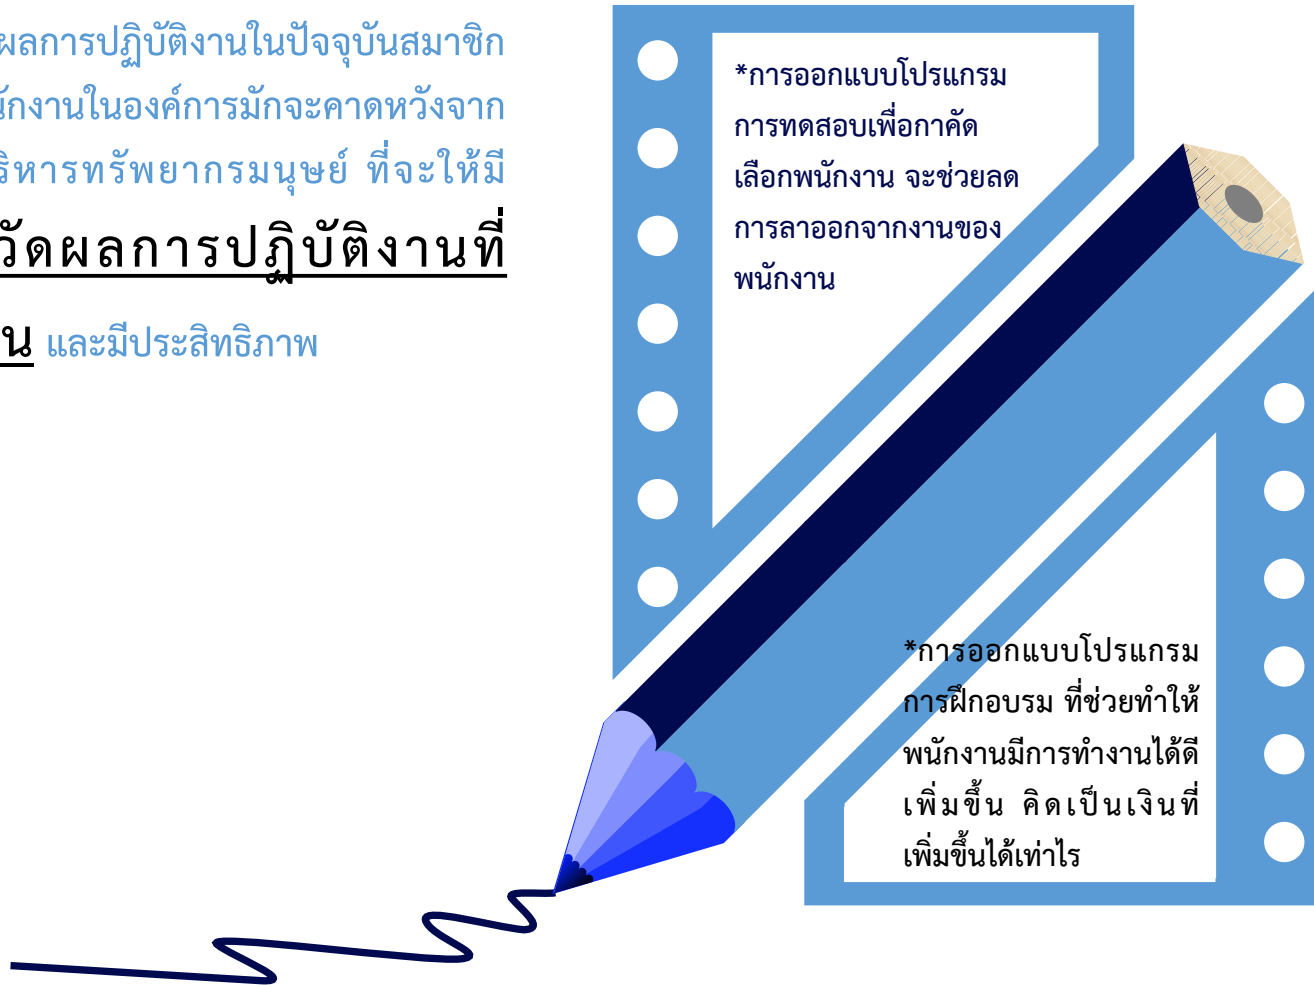 ผลการปฏิบัติงานในปัจจุบันสมาชิก
นักงานในองค์การมักจะคาดหวังจาก
ริหารทรัพยากรมนุษย์ ที่จะให้มี
วัดผลการปฏิบัติงานที่
น และมีประสิทธิภาพ
*การออกแบบโปรแกรม
การทดสอบเพื่อกาคัด
เลือกพนักงาน จะช่วยลด
การลาออกจากงานของ
พนักงาน
*การออกแบบโปรแกรม
การฝึกอบรม ที่ช่วยทำให้
พนักงานมีการทำงานได้ดี
เพิ่มขึ้น คิดเป็นเงินที่
เพิ่มขึ้นได้เท่าไร